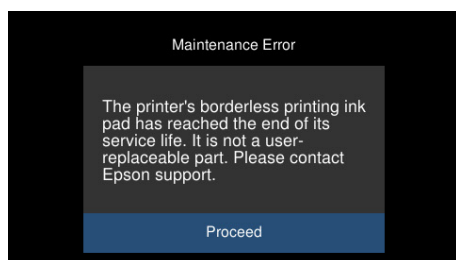 Maintenance Error
The printer's borderless printing ink
pad has reached the end of its
service life. It is not a user-
replaceable part. Please contact
Epson support.
Proceed